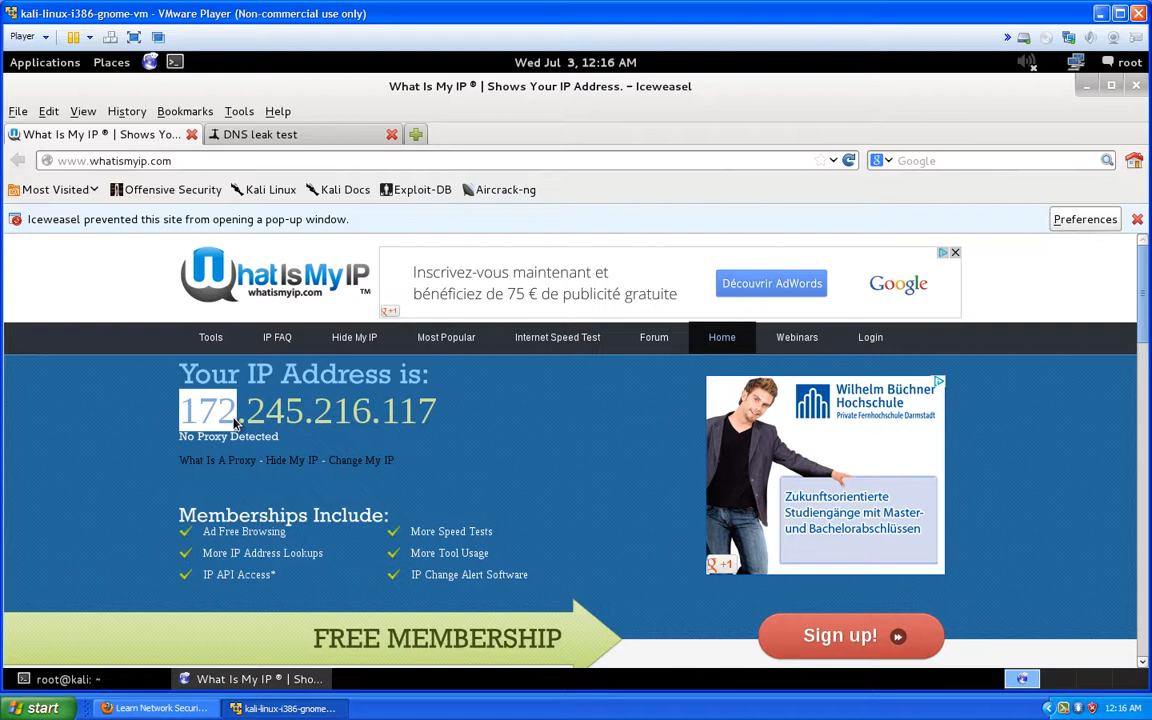 kali-linux-i386-gnome-vm - VMware Player (Non-commercial use only)
Player
Applications Places Wed Jul 3, 12:16 AM root
What Is My IP ® | Shows Your IP Address. - Iceweasel
File Edit View History Bookmarks Tools Help
What Is My IP ® | Shows Yo... DNS leak test
www.whatismyip.com Google
Most Visited Offensive Security Kali Linux Kali Docs Exploit-DB Aircrack-ng
Iceweasel prevented this site from opening a pop-up window. Preferences
WhatIsMyIP
whatismyip.com TM
Inscrivez-vous maintenant et
bénéficiez de 75 € de publicité gratuite
Découvrir AdWords
Google
g+1
Tools IP FAQ Hide My IP Most Popular Internet Speed Test Forum Home Webinars Login
Your IP Address is:
172.245.216.117
No Proxy Detected
What Is A Proxy - Hide My IP - Change My IP
Wilhelm Büchner
Hochschule
Private Fernhochschule Darmstadt
Zukunftsorientierte
Studiengänge mit Master-
und Bachelorabschlüssen
g +1
Memberships Include:
Ad Free Browsing More Speed Tests
More IP Address Lookups More Tool Usage
IP API Access* IP Change Alert Software
FREE MEMBERSHIP Sign up!
root@kali: ~ What Is My IP ® | Sho...
start Learn Network Securi... kali-linux-i386-gnome... 12:16 AM